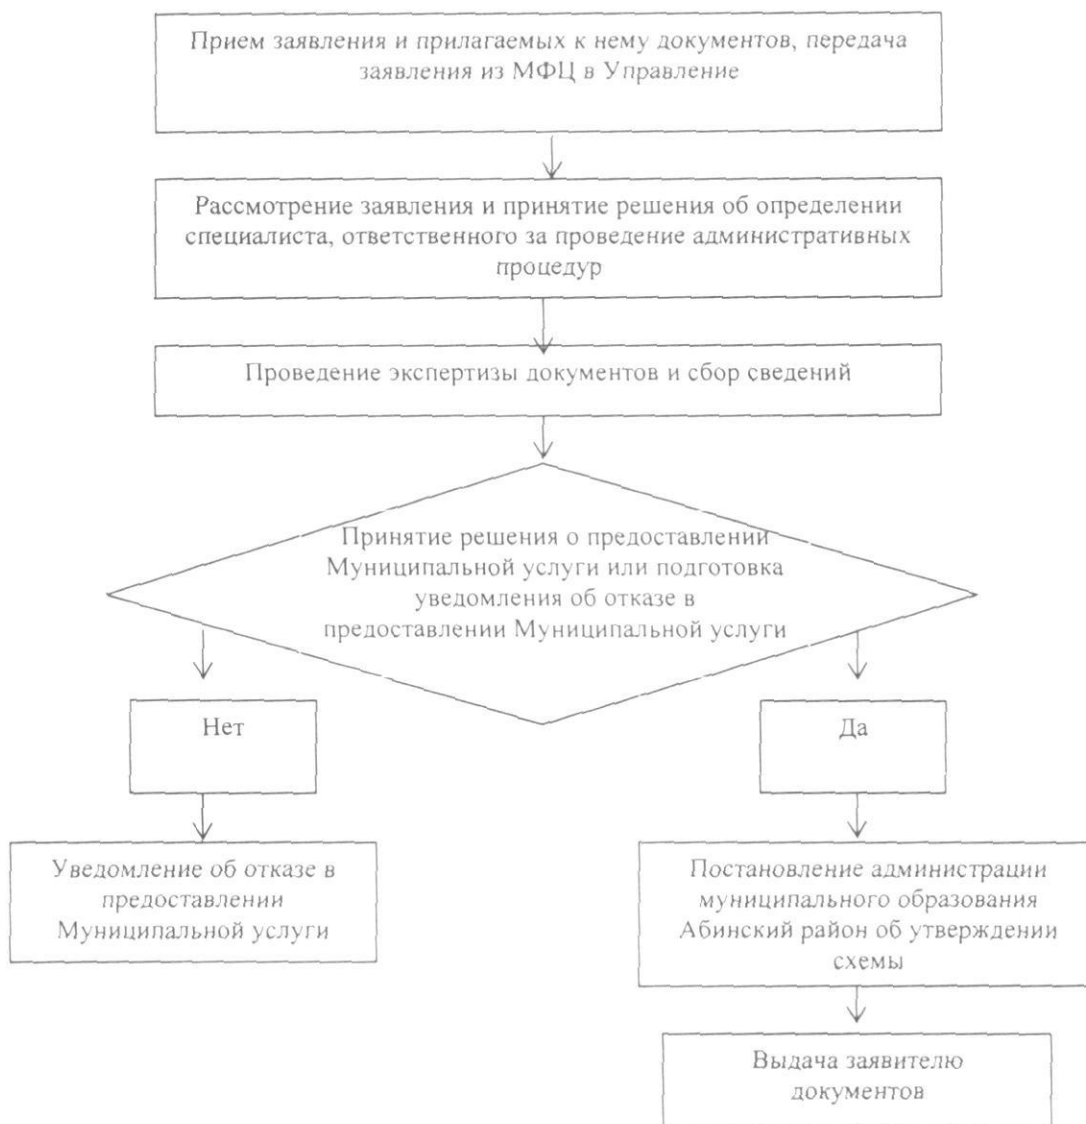 Прием заявления и прилагаемых к нему документов, передача
заявления из МФЦ в Управление
Рассмотрение заявления и принятие решения об определении
специалиста, ответственного за проведение административных
процедур
Проведение экспертизы документов и сбор сведений
Принятие решения о предоставлении
Муниципальной услуги или подготовка
уведомления об отказе в
предоставлении Муниципальной услуги
Нет
Да
Уведомление об отказе в
предоставлении
Муниципальной услуги
Постановление администрации
муниципального образования
Абинский район об утверждении
схемы
Выдача заявителю
документов